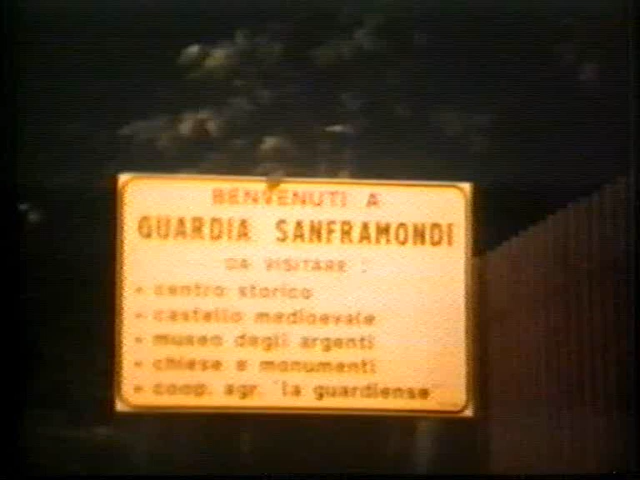 BENVENUTI A
GUARDIA SANFRAMONDI
DA VISITARE :
• centro storico
• castello medioevale
• museo degli argenti
• chiese e monumenti
• coop. agr. "la guardiense"